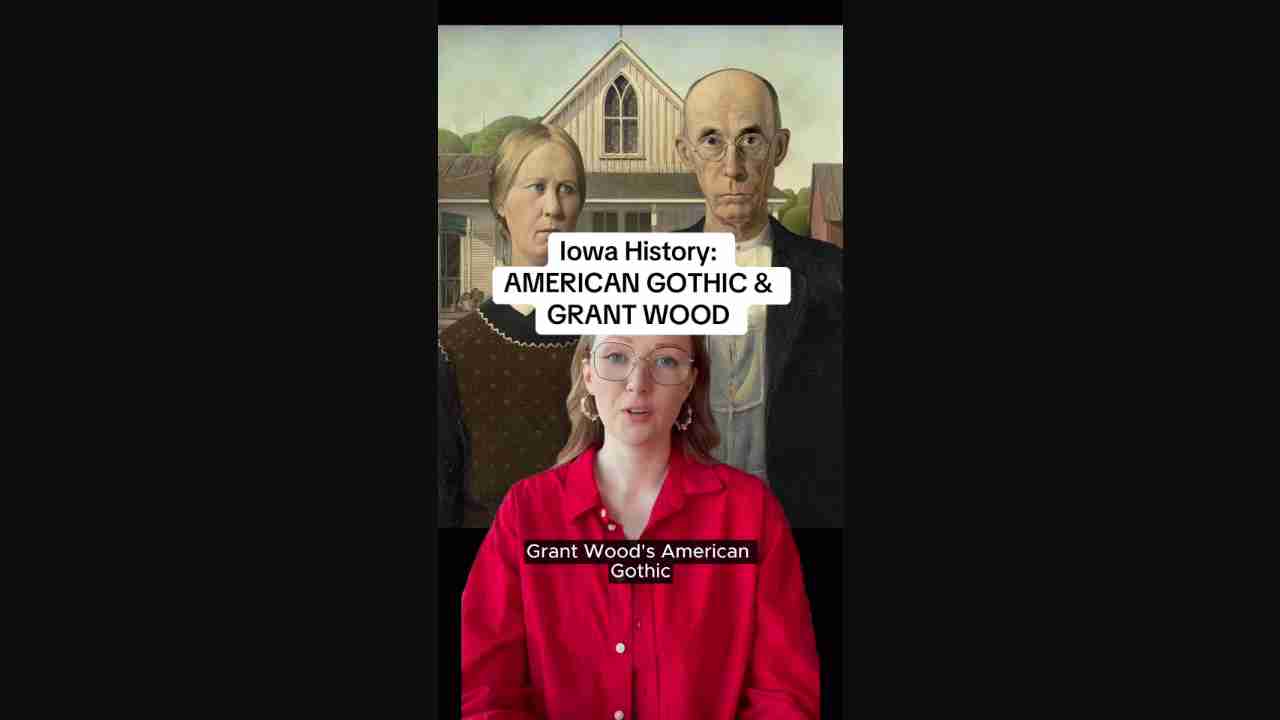 Iowa History:
AMERICAN GOTHIC &
GRANT WOOD
Grant Wood's American
Gothic